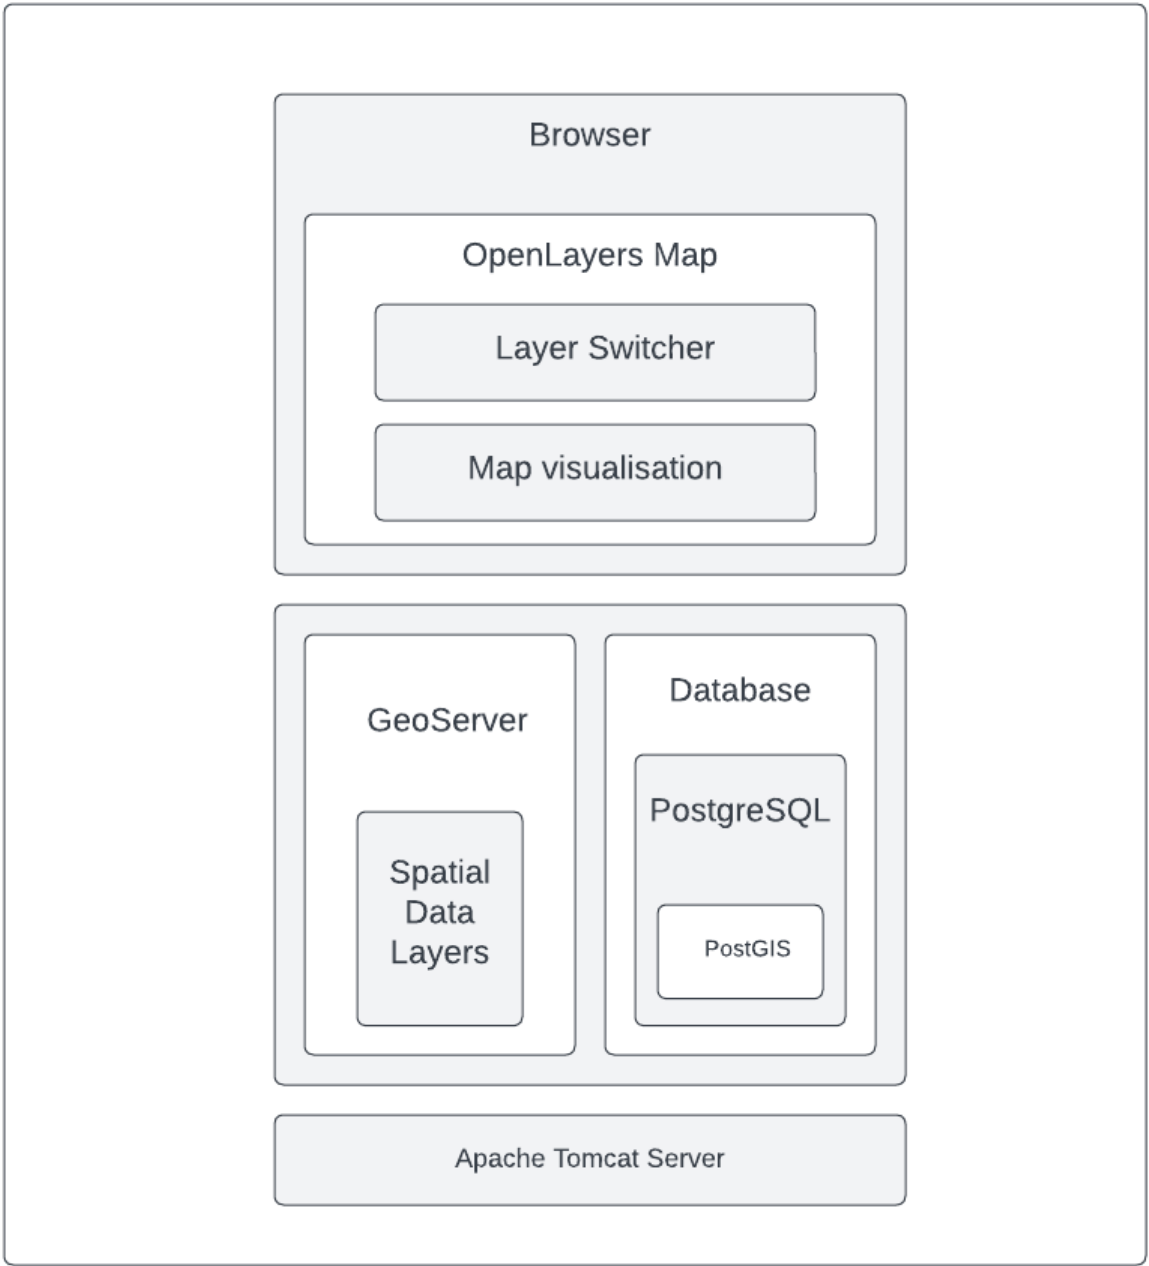 Browser
OpenLayers Map
Layer Switcher
Map visualisation
GeoServer
Spatial
Data
Layers
Database
PostgreSQL
PostGIS
Apache Tomcat Server